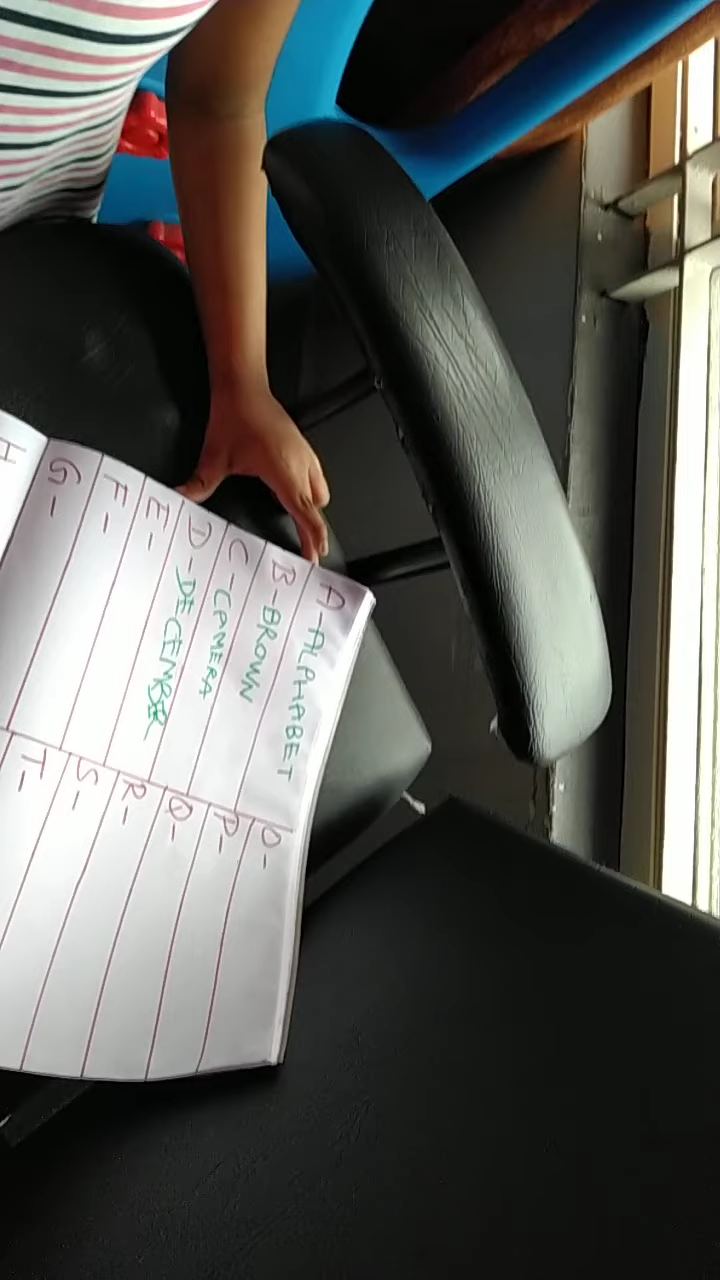 A-ALPHABET
B-BROWN
C-CAMERA
D-DECEMBER
E-
F-
G-
H
O-
P-
Q-
R-
S-
T-